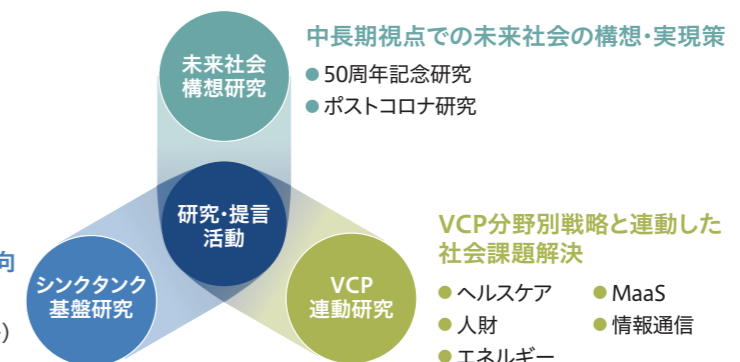 中長期視点での未来社会の構想・実現策
● 50周年記念研究
● ポストコロナ研究
未来社会
構想研究
研究・提言
活動
向
シンクタンク
基盤研究
)
VCP
連動研究
VCP分野別戦略と連動した
社会課題解決
● ヘルスケア
● MaaS
● 人財
● 情報通信
● エネルギー